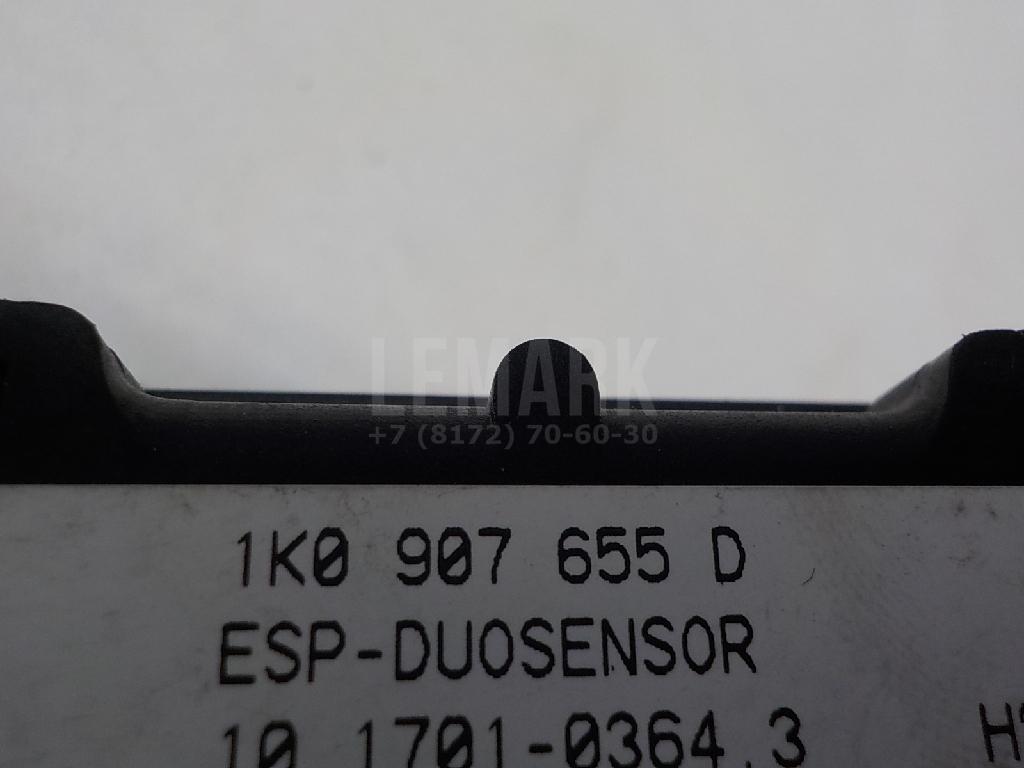 LEMARK
+7 (8172) 70-60-30
1K0 907 655 D
ESP-DUOSENSOR
10.1701-0364.3